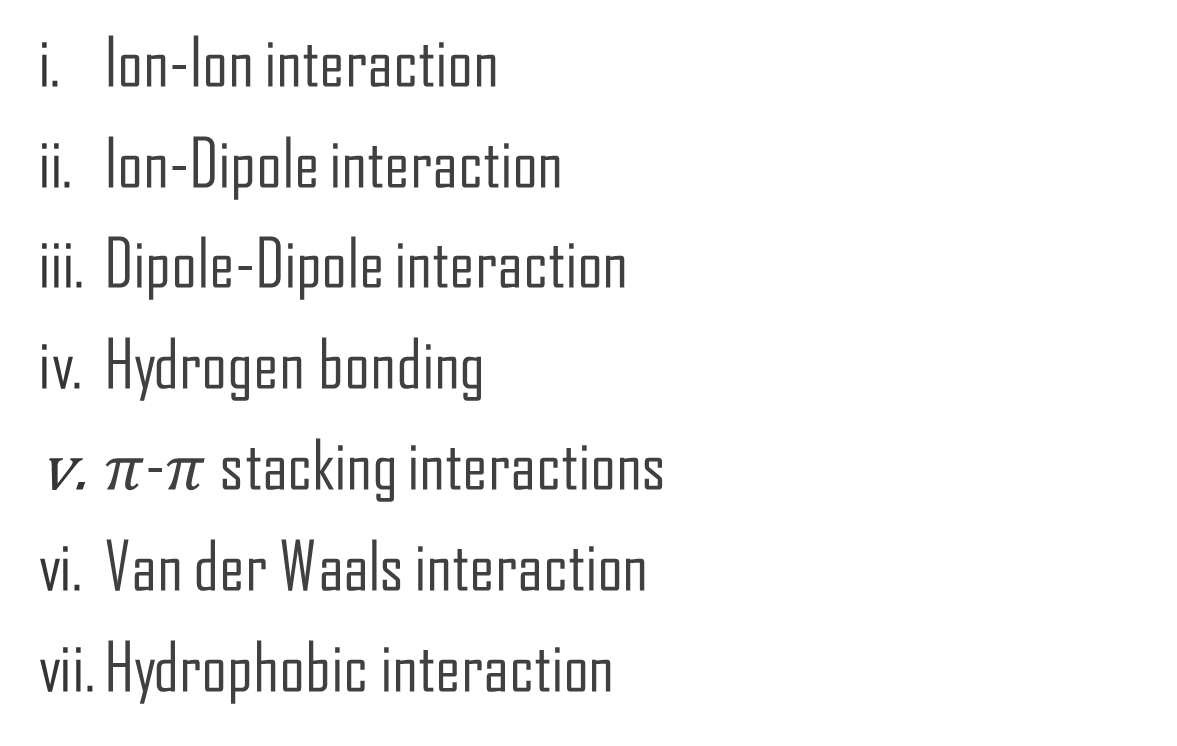 i. Ion-Ion interaction
ii. Ion-Dipole interaction
iii. Dipole-Dipole interaction
iv. Hydrogen bonding
v. π-π stacking interactions
vi. Van der Waals interaction
vii. Hydrophobic interaction